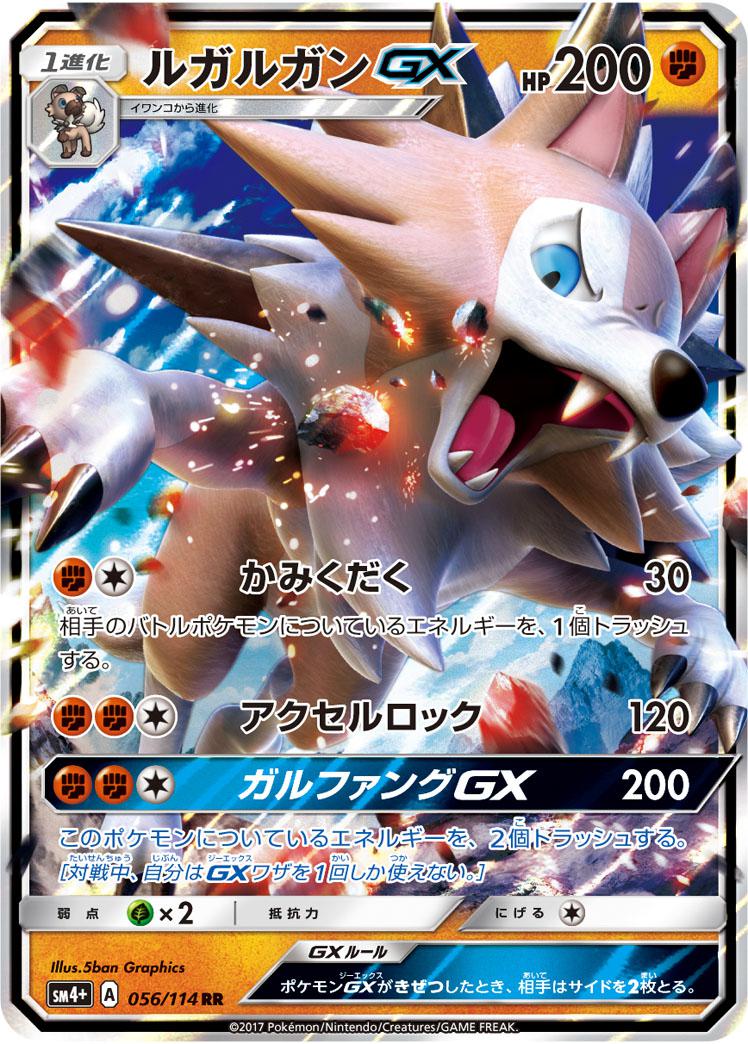 1進化
ルガルガンGX
HP200
イワンコから進化
かみくだく 30
相手のバトルポケモンについているエネルギーを、1個トラッシュ
する。
アクセルロック 120
ガルファングGX 200
このポケモンについているエネルギーを、2個トラッシュする。
[対戦中、自分はGXワザを1回しか使えない。]
弱点 ×2 抵抗力 にげる
Illus.5ban Graphics
GXルール
ポケモンGXがきぜつしたとき、相手はサイドを2枚とる。
SM4+ A 056/114 RR
©2017 Pokémon/Nintendo/Creatures/GAME FREAK.